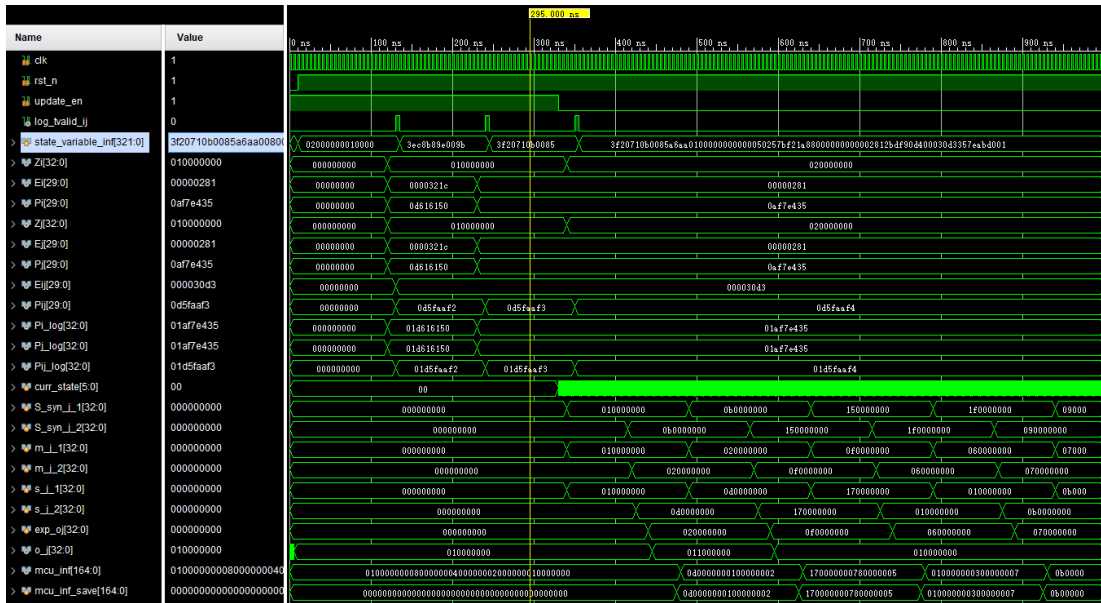 295.000 ns
Name Value
0 ns 100 ns 200 ns 300 ns 400 ns 500 ns 600 ns 700 ns 800 ns 900 ns
clk 1
rst_n 1
update_en 1
log_tvalid_ij 0
state_variable_inf[321:0] 3f20710b0085a6aa00800 02000000010000 3ec8b89e009b 3f20710b0085 3f20710b0085a6aa010000000000050257bf21a88000000000002812bdf90d400030d3357eabd001
Zi[32:0] 010000000 000000000 010000000 020000000
Ei[29:0] 00000281 00000000 0000321c 00000281
Pi[29:0] 0af7e435 00000000 0d616150 0af7e435
Zj[32:0] 010000000 000000000 010000000 020000000
Ej[29:0] 00000281 00000000 0000321c 00000281
Pj[29:0] 0af7e435 00000000 0d616150 0af7e435
Eij[29:0] 000030d3 00000000 000030d3
Pij[29:0] 0d5faaf3 00000000 0d5faaf2 0d5faaf3 0d5faaf4
Pi_log[32:0] 01af7e435 000000000 01d616150 01af7e435
Pj_log[32:0] 01af7e435 000000000 01d616150 01af7e435
Pij_log[32:0] 01d5faaf3 000000000 01d5faaf2 01d5faaf3 01d5faaf4
curr_state[5:0] 00 00
S_syn_j_1[32:0] 000000000 000000000 010000000 0b0000000 150000000 1f0000000 09000
S_syn_j_2[32:0] 000000000 000000000 0b0000000 150000000 1f0000000 090000000
m_j_1[32:0] 000000000 000000000 010000000 020000000 0f0000000 060000000 07000
m_j_2[32:0] 000000000 000000000 020000000 0f0000000 060000000 070000000
s_j_1[32:0] 000000000 000000000 010000000 0d0000000 170000000 010000000 0b000
s_j_2[32:0] 000000000 000000000 0d0000000 170000000 010000000 0b0000000
exp_oj[32:0] 000000000 000000000 020000000 0f0000000 060000000 070000000
o_j[32:0] 010000000 010000000 011000000 010000000
mcu_inf[164:0] 0100000000800000040 0d0000000100000002 170000000780000005 010000000300000007 0b0000
mcu_inf_save[164:0] 0d0000000100000002 170000000780000005 010000000300000007 0b00000